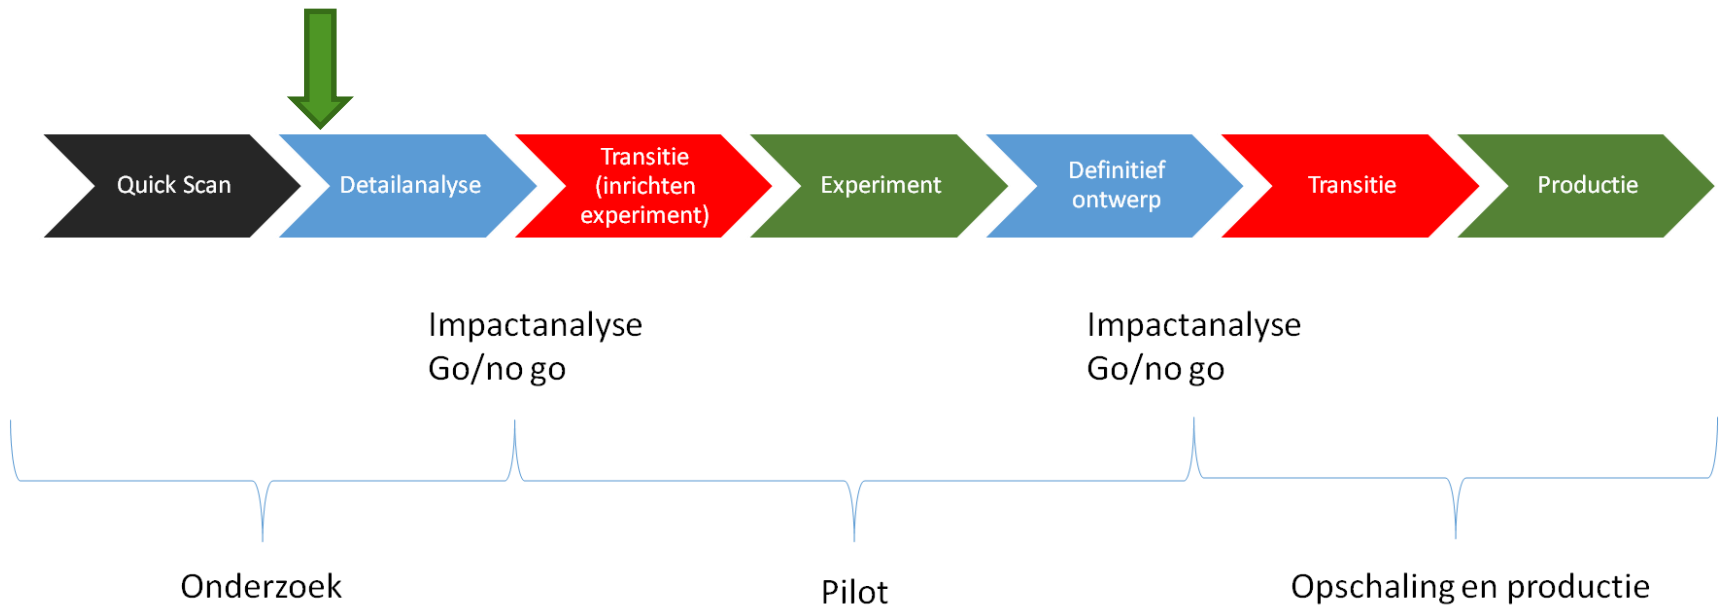 Quick Scan
Detailanalyse
Transitie
(inrichten
experiment)
Experiment
Definitief
ontwerp
Transitie
Productie
Impactanalyse
Go/no go
Impactanalyse
Go/no go
Onderzoek
Pilot
Opschaling en productie